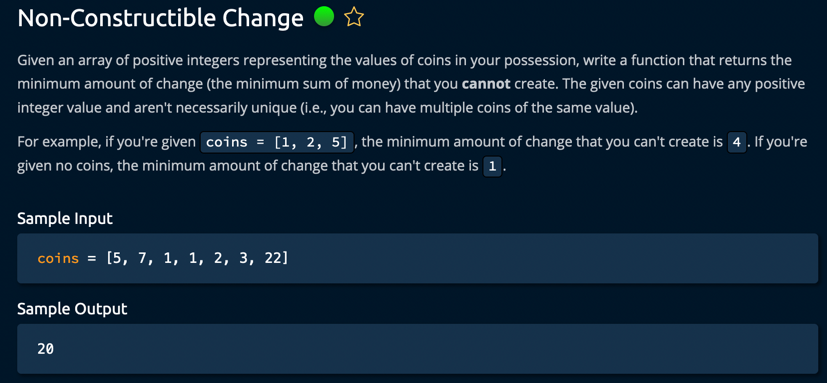 Non-Constructible Change
Given an array of positive integers representing the values of coins in your possession, write a function that returns the
minimum amount of change (the minimum sum of money) that you cannot create. The given coins can have any positive
integer value and aren't necessarily unique (i.e., you can have multiple coins of the same value).
For example, if you're given coins = [1, 2, 5], the minimum amount of change that you can't create is 4. If you're
given no coins, the minimum amount of change that you can't create is 1.
Sample Input
coins = [5, 7, 1, 1, 2, 3, 22]
Sample Output
20